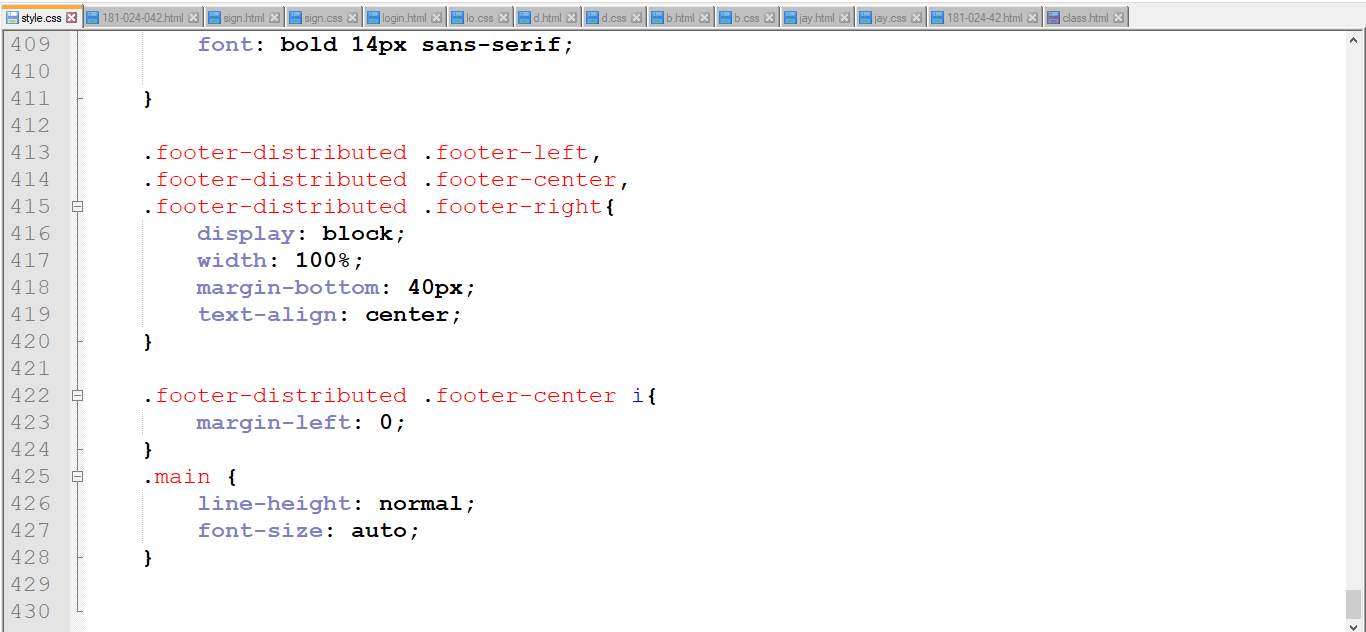 style.css 181-024-042.html sign.html sign.css login.html lo.css d.html d.css b.html b.css jay.html jay.css 181-024-42.html class.html
409 font: bold 14px sans-serif;
410
411 }
412
413 .footer-distributed .footer-left,
414 .footer-distributed .footer-center,
415 .footer-distributed .footer-right{
416 display: block;
417 width: 100%;
418 margin-bottom: 40px;
419 text-align: center;
420 }
421
422 .footer-distributed .footer-center i{
423 margin-left: 0;
424 }
425 .main {
426 line-height: normal;
427 font-size: auto;
428 }
429
430